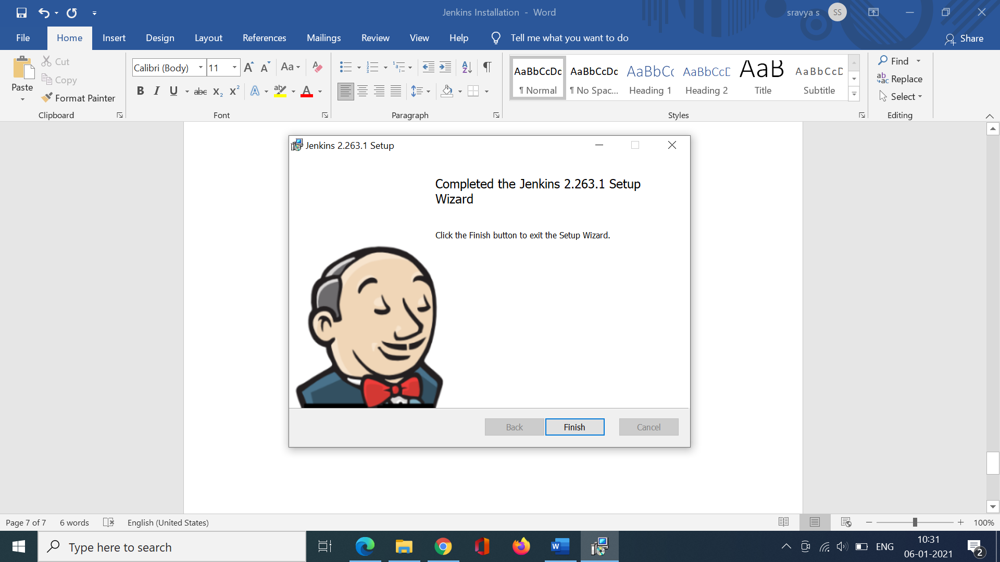 Jenkins Installation - Word
sravya s SS
File Home Insert Design Layout References Mailings Review View Help Tell me what you want to do Share
Paste
Cut
Copy
Format Painter
Clipboard
Calibri (Body) 11
Font
Paragraph
AaBbCcDc AaBbCcDc AaBbCc AaBbCcD AaB AaBbCcD
¶ Normal ¶ No Spac... Heading 1 Heading 2 Title Subtitle
Styles
Find
Replace
Select
Editing
Jenkins 2.263.1 Setup
Completed the Jenkins 2.263.1 Setup
Wizard
Click the Finish button to exit the Setup Wizard.
Back Finish Cancel
Page 7 of 7 6 words English (United States) 100%
Type here to search
ENG
10:31
06-01-2021
2